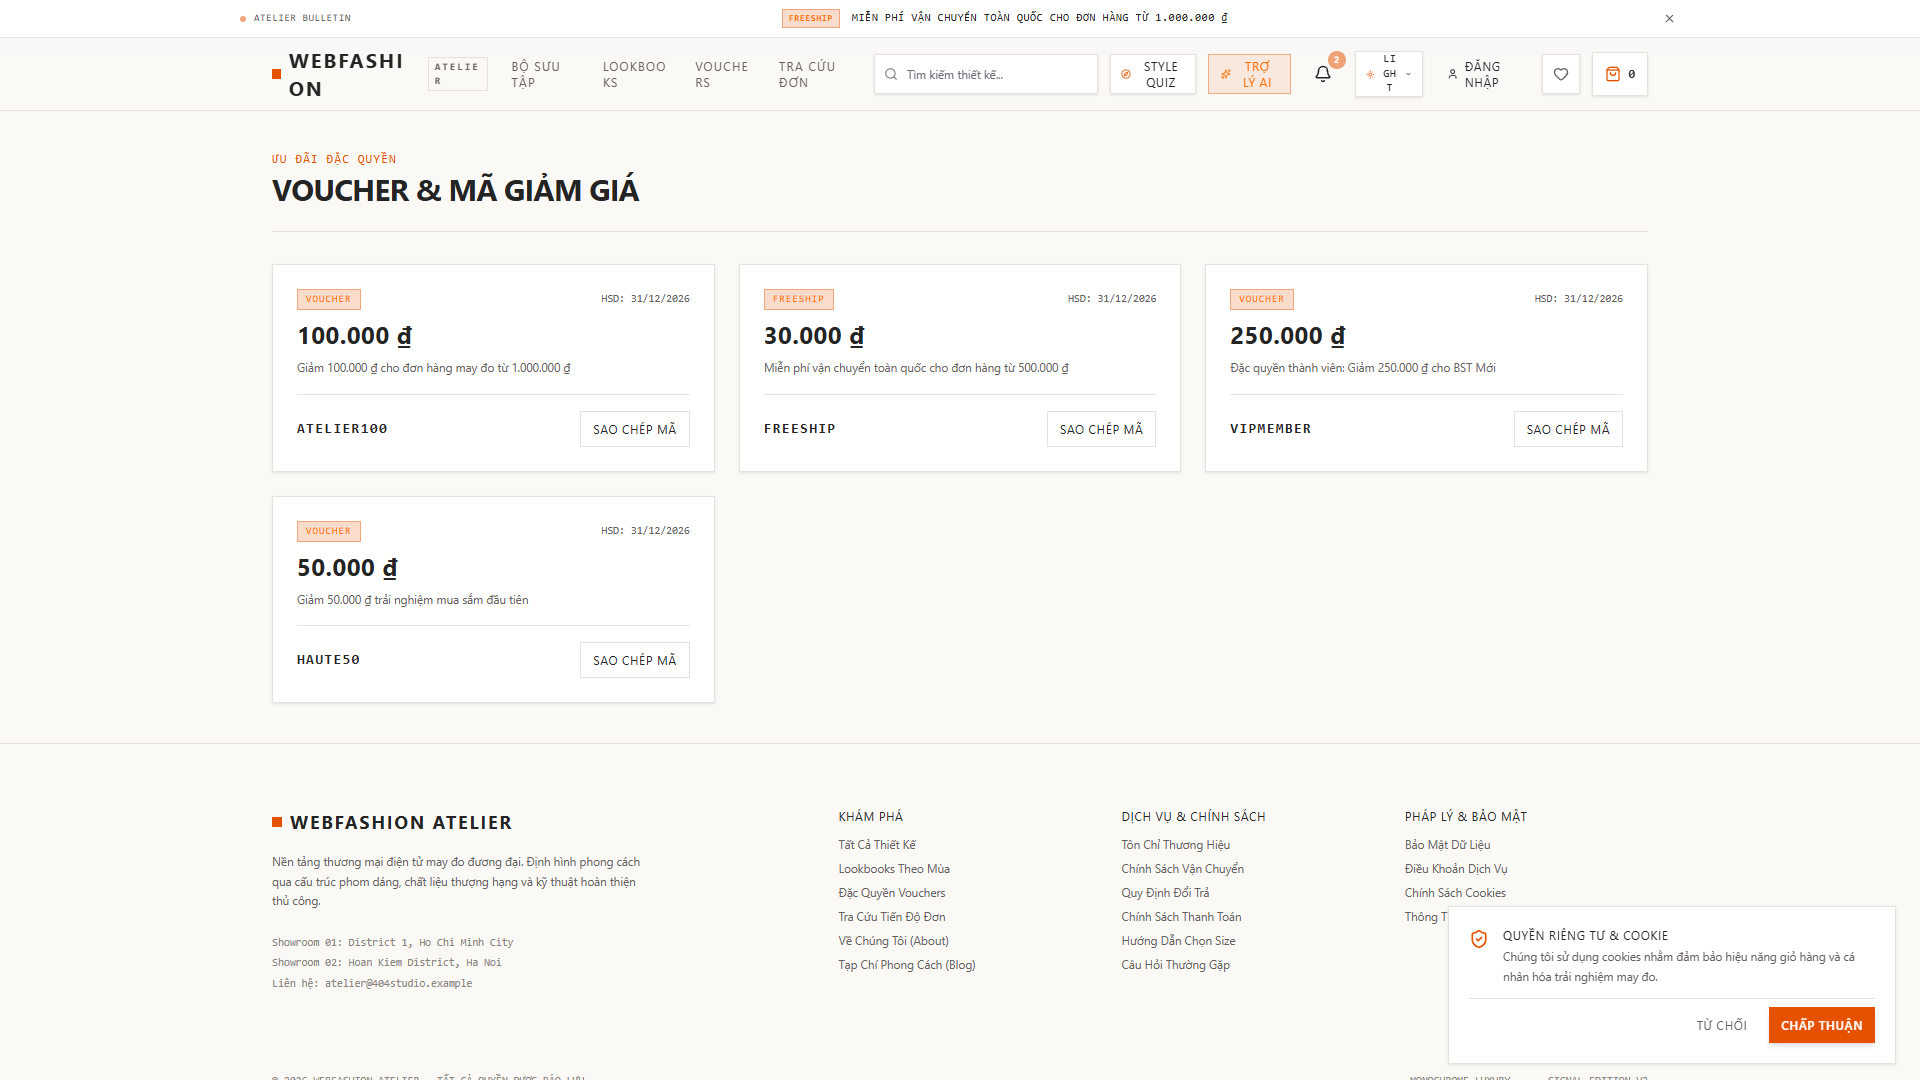 ATELIER BULLETIN
FREESHIP MIỄN PHÍ VẬN CHUYỂN TOÀN QUỐC CHO ĐƠN HÀNG TỪ 1.000.000 ₫
WEBFASHI
ON
ATELIE
R
BỘ SƯU
TẬP
LOOKBOO
KS
VOUCHE
RS
TRA CỨU
ĐƠN
Tìm kiếm thiết kế...
STYLE
QUIZ
TRỢ
LÝ AI
2
LI
GH
T
ĐĂNG
NHẬP
0
ƯU ĐÃI ĐẶC QUYỀN
VOUCHER & MÃ GIẢM GIÁ
VOUCHER HSD: 31/12/2026
100.000 ₫
Giảm 100.000 ₫ cho đơn hàng may đo từ 1.000.000 ₫
ATELIER100 SAO CHÉP MÃ
FREESHIP HSD: 31/12/2026
30.000 ₫
Miễn phí vận chuyển toàn quốc cho đơn hàng từ 500.000 ₫
FREESHIP SAO CHÉP MÃ
VOUCHER HSD: 31/12/2026
250.000 ₫
Đặc quyền thành viên: Giảm 250.000 ₫ cho BST Mới
VIPMEMBER SAO CHÉP MÃ
VOUCHER HSD: 31/12/2026
50.000 ₫
Giảm 50.000 ₫ trải nghiệm mua sắm đầu tiên
HAUTE50 SAO CHÉP MÃ
WEBFASHION ATELIER
Nền tảng thương mại điện tử may đo đương đại. Định hình phong cách
qua cấu trúc phom dáng, chất liệu thượng hạng và kỹ thuật hoàn thiện
thủ công.
Showroom 01: District 1, Ho Chi Minh City
Showroom 02: Hoan Kiem District, Ha Noi
Liên hệ: atelier@404studio.example
KHÁM PHÁ
Tất Cả Thiết Kế
Lookbooks Theo Mùa
Đặc Quyền Vouchers
Tra Cứu Tiến Độ Đơn
Về Chúng Tôi (About)
Tạp Chí Phong Cách (Blog)
DỊCH VỤ & CHÍNH SÁCH
Tôn Chỉ Thương Hiệu
Chính Sách Vận Chuyển
Quy Định Đổi Trả
Chính Sách Thanh Toán
Hướng Dẫn Chọn Size
Câu Hỏi Thường Gặp
PHÁP LÝ & BẢO MẬT
Bảo Mật Dữ Liệu
Điều Khoản Dịch Vụ
Chính Sách Cookies
Thông T
QUYỀN RIÊNG TƯ & COOKIE
Chúng tôi sử dụng cookies nhằm đảm bảo hiệu năng giỏ hàng và cá
nhân hóa trải nghiệm may đo.
TỪ CHỐI
CHẤP THUẬN
© 2026 WEBFASHION ATELIER. TẤT CẢ QUYỀN ĐƯỢC BẢO LƯU
MONOCHROME LUXURY SIGNAL EDITION V2